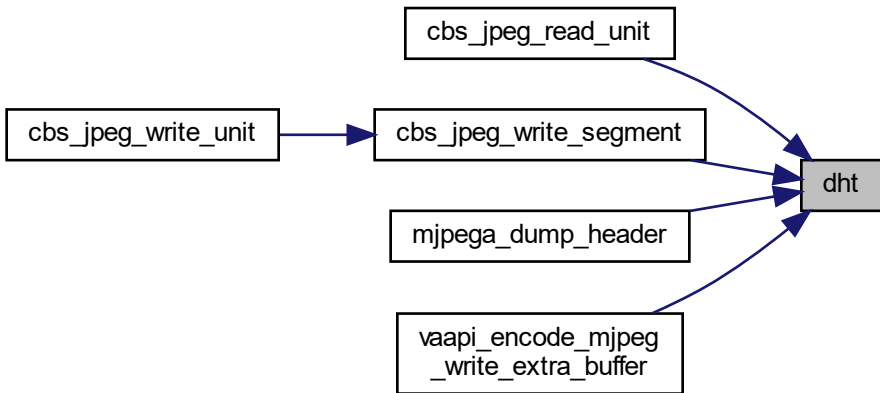 cbs_jpeg_read_unit
cbs_jpeg_write_unit
cbs_jpeg_write_segment
dht
mjpega_dump_header
vaapi_encode_mjpeg
_write_extra_buffer